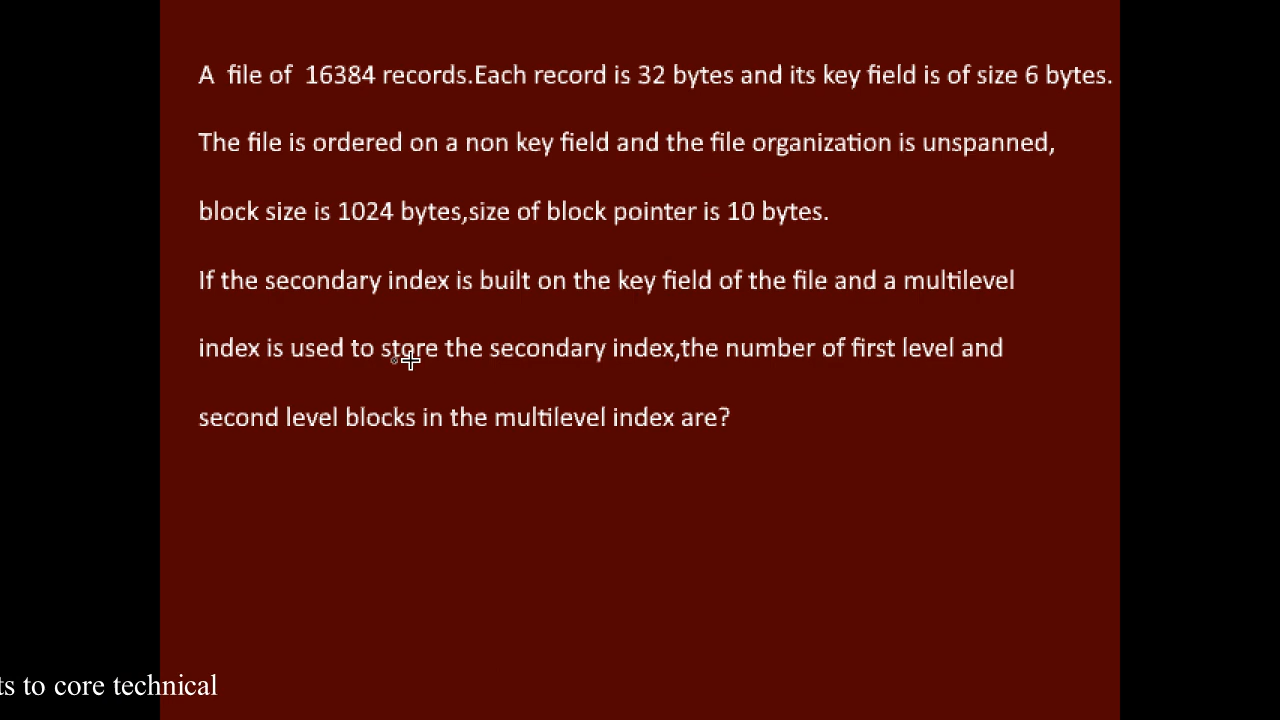 A file of 16384 records.Each record is 32 bytes and its key field is of size 6 bytes.
The file is ordered on a non key field and the file organization is unspanned,
block size is 1024 bytes,size of block pointer is 10 bytes.
If the secondary index is built on the key field of the file and a multilevel
index is used to store the secondary index,the number of first level and
second level blocks in the multilevel index are?
to core technical